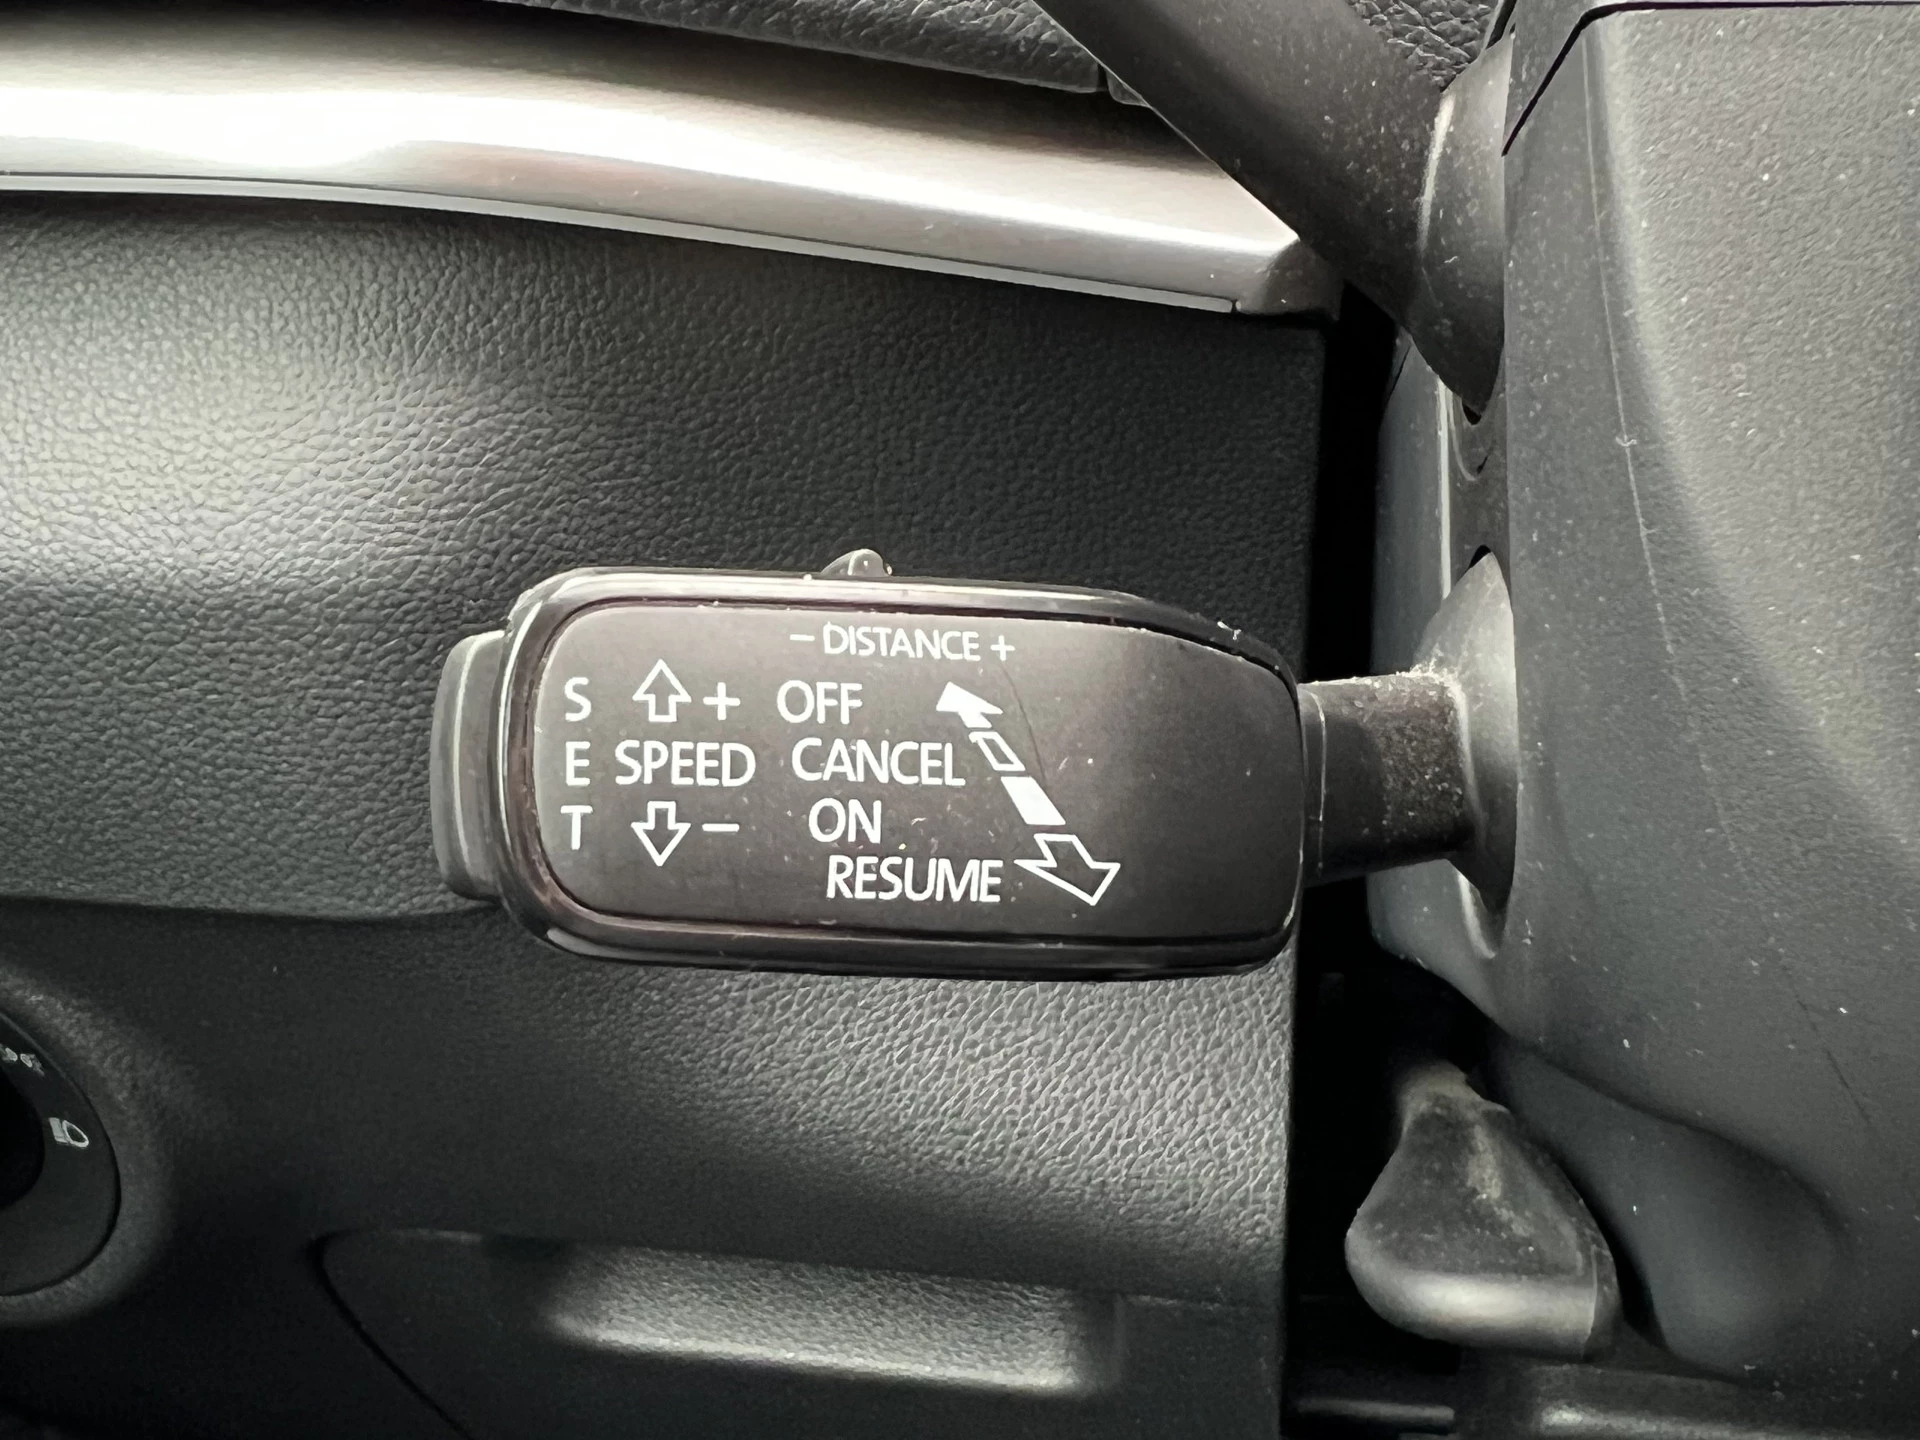 − DISTANCE +
S + OFF
E SPEED CANCEL
T − ON
RESUME